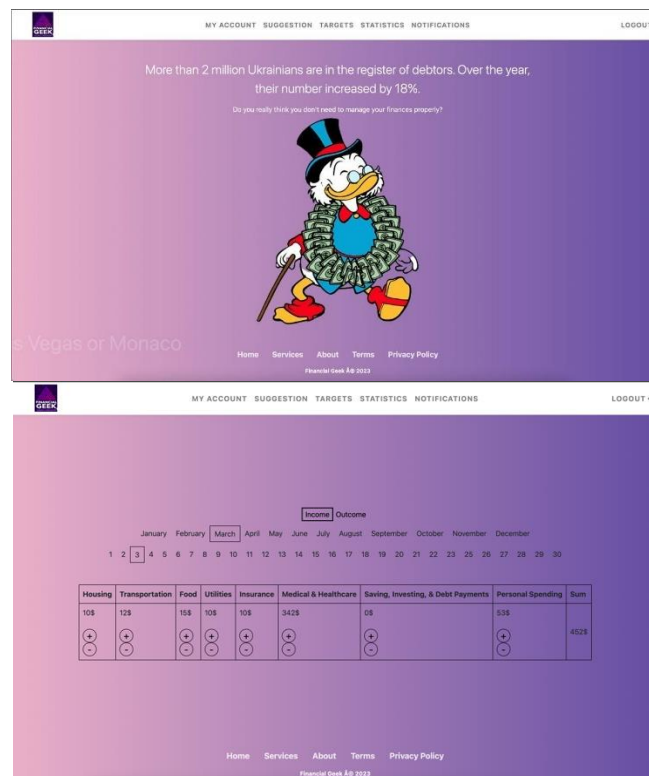 FINANCIAL
GEEK
MY ACCOUNT SUGGESTION TARGETS STATISTICS NOTIFICATIONS
LOGOUT
More than 2 million Ukrainians are in the register of debtors. Over the year,
their number increased by 18%.
Do you really think you don't need to manage your finances properly?
s Vegas or Monaco
Home Services About Terms Privacy Policy
Financial Geek Â© 2023
FINANCIAL
GEEK
MY ACCOUNT SUGGESTION TARGETS STATISTICS NOTIFICATIONS
LOGOUT
Income Outcome
January February March April May June July August September October November December
1 2 3 4 5 6 7 8 9 10 11 12 13 14 15 16 17 18 19 20 21 22 23 24 25 26 27 28 29 30
Housing Transportation Food Utilities Insurance Medical & Healthcare Saving, Investing, & Debt Payments Personal Spending Sum
10$ 12$ 15$ 10$ 10$ 342$ 0$ 53$
+ + + + + + + +
452$
- - - - - - - -
Home Services About Terms Privacy Policy
Financial Geek Â© 2023